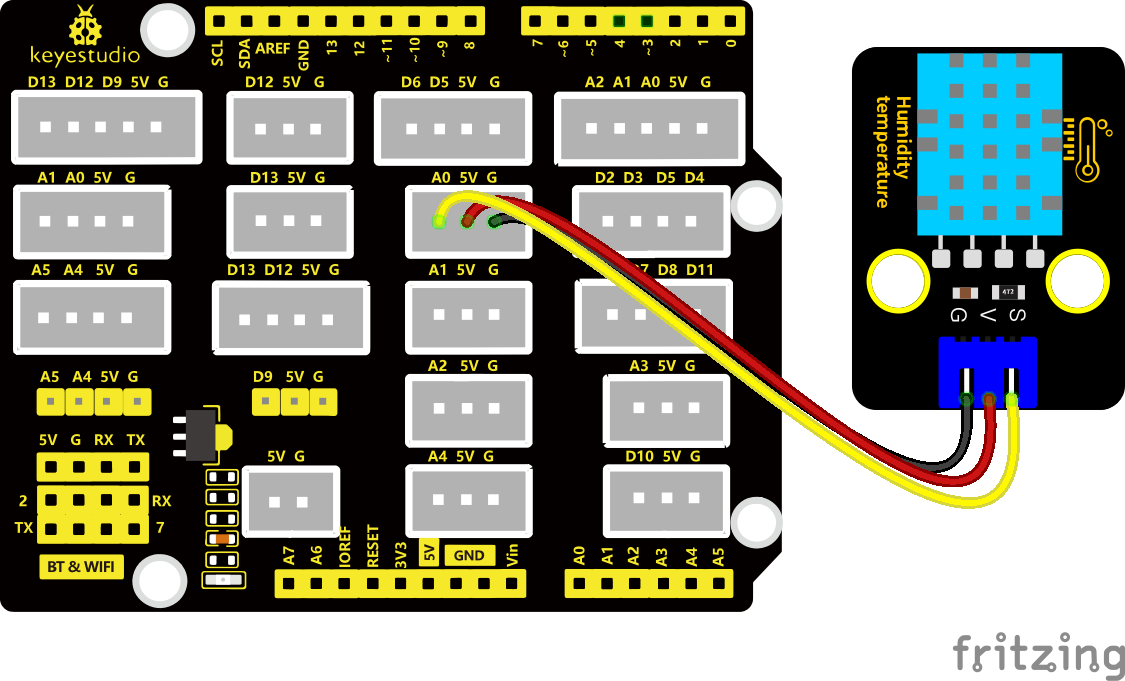 keyestudio
SCL SDA AREF GND 13 12 ~11 ~10 ~9 8
7 ~6 ~5 4 ~3 2 1 0
D13 D12 D9 5V G
D12 5V G
D6 D5 5V G
A2 A1 A0 5V G
A1 A0 5V G
D13 5V G
A0 5V G
D2 D3 D5 D4
A5 A4 5V G
D13 D12 5V G
A1 5V G
D8 D11
A5 A4 5V G
D9 5V G
A2 5V G
A3 5V G
5V G RX TX
2 RX
TX 7
BT & WIFI
5V G
A4 5V G
D10 5V G
A7 A6 IOREF RESET 3V3 5V GND Vin
A0 A1 A2 A3 A4 A5
Humidity
temperature
472
G V S
fritzing